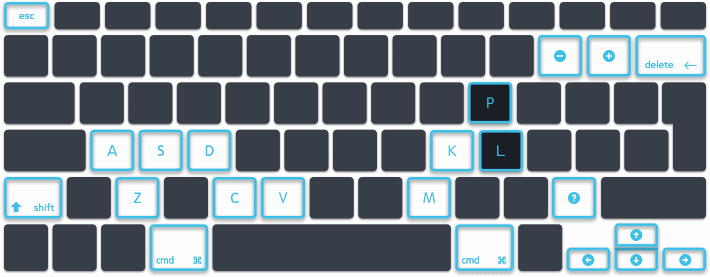 esc
− +
delete ←
P
A S D K L
⬆ shift Z C V M ?
cmd ⌘ cmd ⌘ ↑
← ↓ →